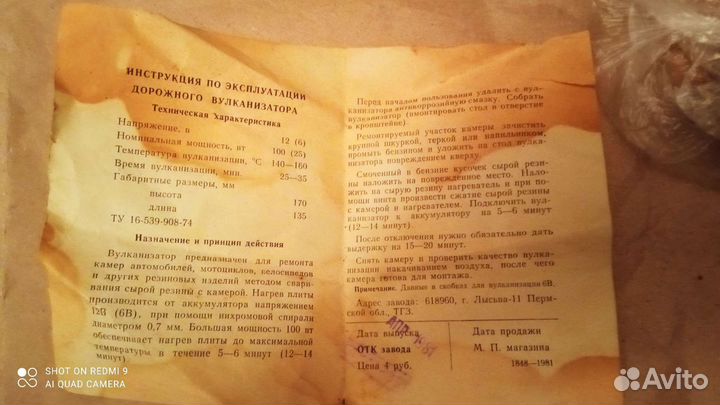 ИНСТРУКЦИЯ ПО ЭКСПЛУАТАЦИИ
ДОРОЖНОГО ВУЛКАНИЗАТОРА
Техническая характеристика
Напряжение, в 12 (6)
Номинальная мощность, вт 100 (25)
Температура вулканизации, °С 140—160
Время вулканизации, мин. 25—35
Габаритные размеры, мм
высота 170
длина 135
ТУ 16-539-908-74
Назначение и принцип действия
Вулканизатор предназначен для ремонта
камер автомобилей, мотоциклов, велосипедов
и других резиновых изделий методом свари-
вания сырой резины с камерой. Нагрев плиты
производится от аккумулятора напряжением
12В (6В), при помощи нихромовой спирали
диаметром 0,7 мм. Большая мощность 100 вт
обеспечивает нагрев плиты до максимальной
температуры в течение 5—6 минут (12—14
минут).
Перед началом пользования удалить с вул-
канизатора антикоррозийную смазку. Собрать
вулканизатор (вмонтировать стол в отверстие
в кронштейне).
Ремонтируемый участок камеры зачистить
крупной шкуркой, теркой или напильником,
промыть бензином и уложить на стол вулка-
низатора повреждением кверху.
Смоченный в бензине кусочек сырой рези-
ны наложить на поврежденное место. Нало-
жить на сырую резину нагреватель и при по-
мощи винта произвести сжатие сырой резины
с камерой и нагревателем. Подключить вул-
канизатор к аккумулятору на 5—6 минут
(12—14 минут).
После отключения нужно обязательно дать
выдержку на 15—20 минут.
Снять камеру и проверить качество вулка-
низации накачиванием воздуха, после чего
камера готова для монтажа.
Примечание. Данные в скобках для вулканизации 6В.
Адрес завода: 618960, г. Лысьва-11 Перм-
ской обл., ТГЗ.
Дата выпуска
Дата продажи
ОТК завода
М. П. магазина
Цена 4 руб.
1848—1981
SHOT ON REDMI 9
AI QUAD CAMERA
Avito